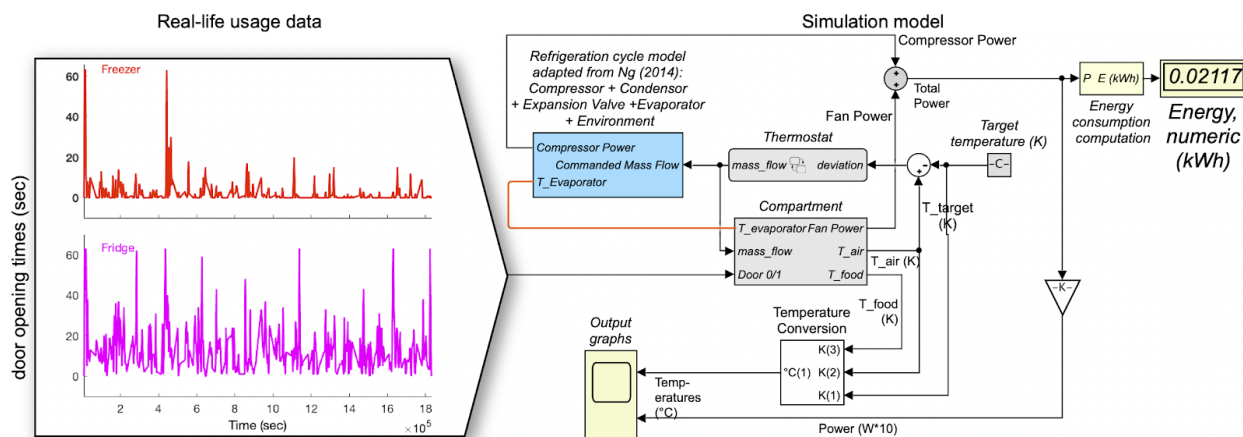 Real-life usage data
Simulation model
door opening times (sec)
Freezer
60
40
20
0
Fridge
60
40
20
0
2 4 6 8 10 12 14 16 18
Time (sec)
×10⁵
Refrigeration cycle model
adapted from Ng (2014):
Compressor + Condensor
+ Expansion Valve +Evaporator
+ Environment
Compressor Power
Commanded Mass Flow
T_Evaporator
Compressor Power
+
+
Total
Power
Fan Power
P E (kWh)
Energy
consumption
computation
0.02117
Energy,
numeric
(kWh)
Thermostat
mass_flow deviation
Target
temperature (K)
-C-
-
+
T_target
(K)
Compartment
T_evaporator Fan Power
mass_flow T_air
Door 0/1 T_food
T_air (K)
T_food
(K)
-K-
Temperature
Conversion
K(3)
°C(1) K(2)
K(1)
Output
graphs
Temp-
eratures
(°C)
Power (W*10)